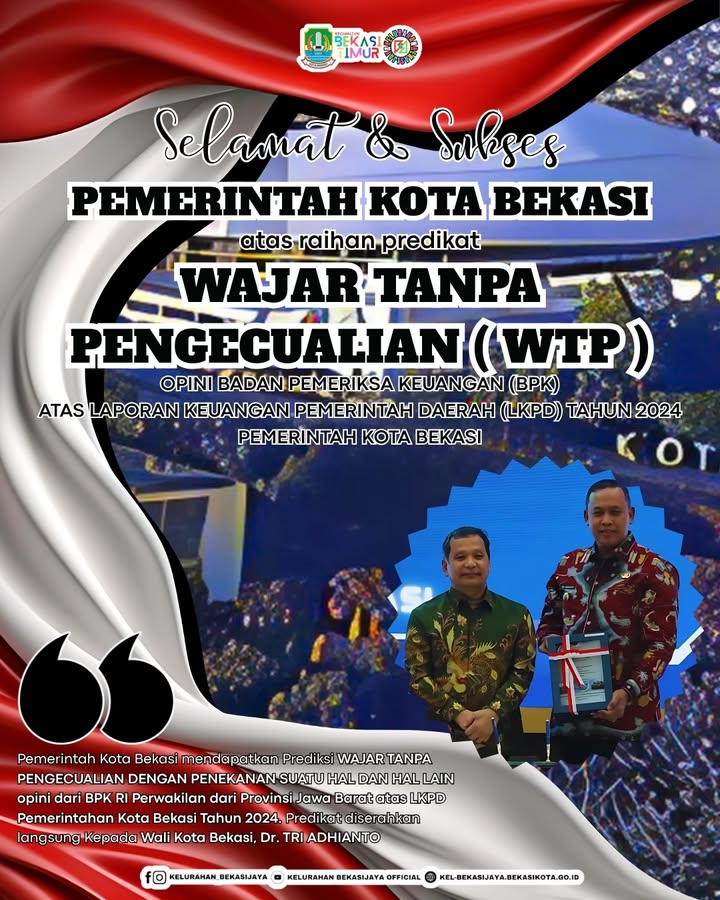 KECAMATAN
BEKASI
TIMUR
Selamat & Sukses
PEMERINTAH KOTA BEKASI
atas raihan predikat
WAJAR TANPA
PENGECUALIAN ( WTP )
OPINI BADAN PEMERIKSA KEUANGAN (BPK)
ATAS LAPORAN KEUANGAN PEMERINTAH DAERAH (LKPD) TAHUN 2024
PEMERINTAH KOTA BEKASI
KOT
Pemerintah Kota Bekasi mendapatkan Prediksi WAJAR TANPA
PENGECUALIAN DENGAN PENEKANAN SUATU HAL DAN HAL LAIN
opini dari BPK RI Perwakilan dari Provinsi Jawa Barat atas LKPD
Pemerintahan Kota Bekasi Tahun 2024. Predikat diserahkan
langsung Kepada Wali Kota Bekasi, Dr. TRI ADHIANTO
KELURAHAN_BEKASIJAYA KELURAHAN BEKASIJAYA OFFICIAL KEL-BEKASIJAYA.BEKASIKOTA.GO.ID